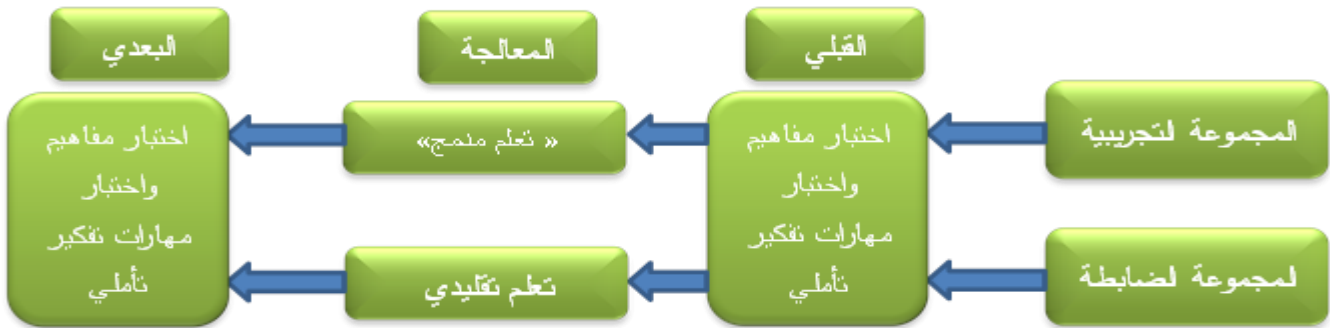 القبلي
المعالجة
البعدي
المجموعة لتجريبية
اختبار مفاهيم
واختبار
مهارات تفكير
تأملي
« تعلم مدمج»
اختبار مفاهيم
واختبار
مهارات تفكير
تأملي
لمجموعة لضابطة
تعلم تقليدي